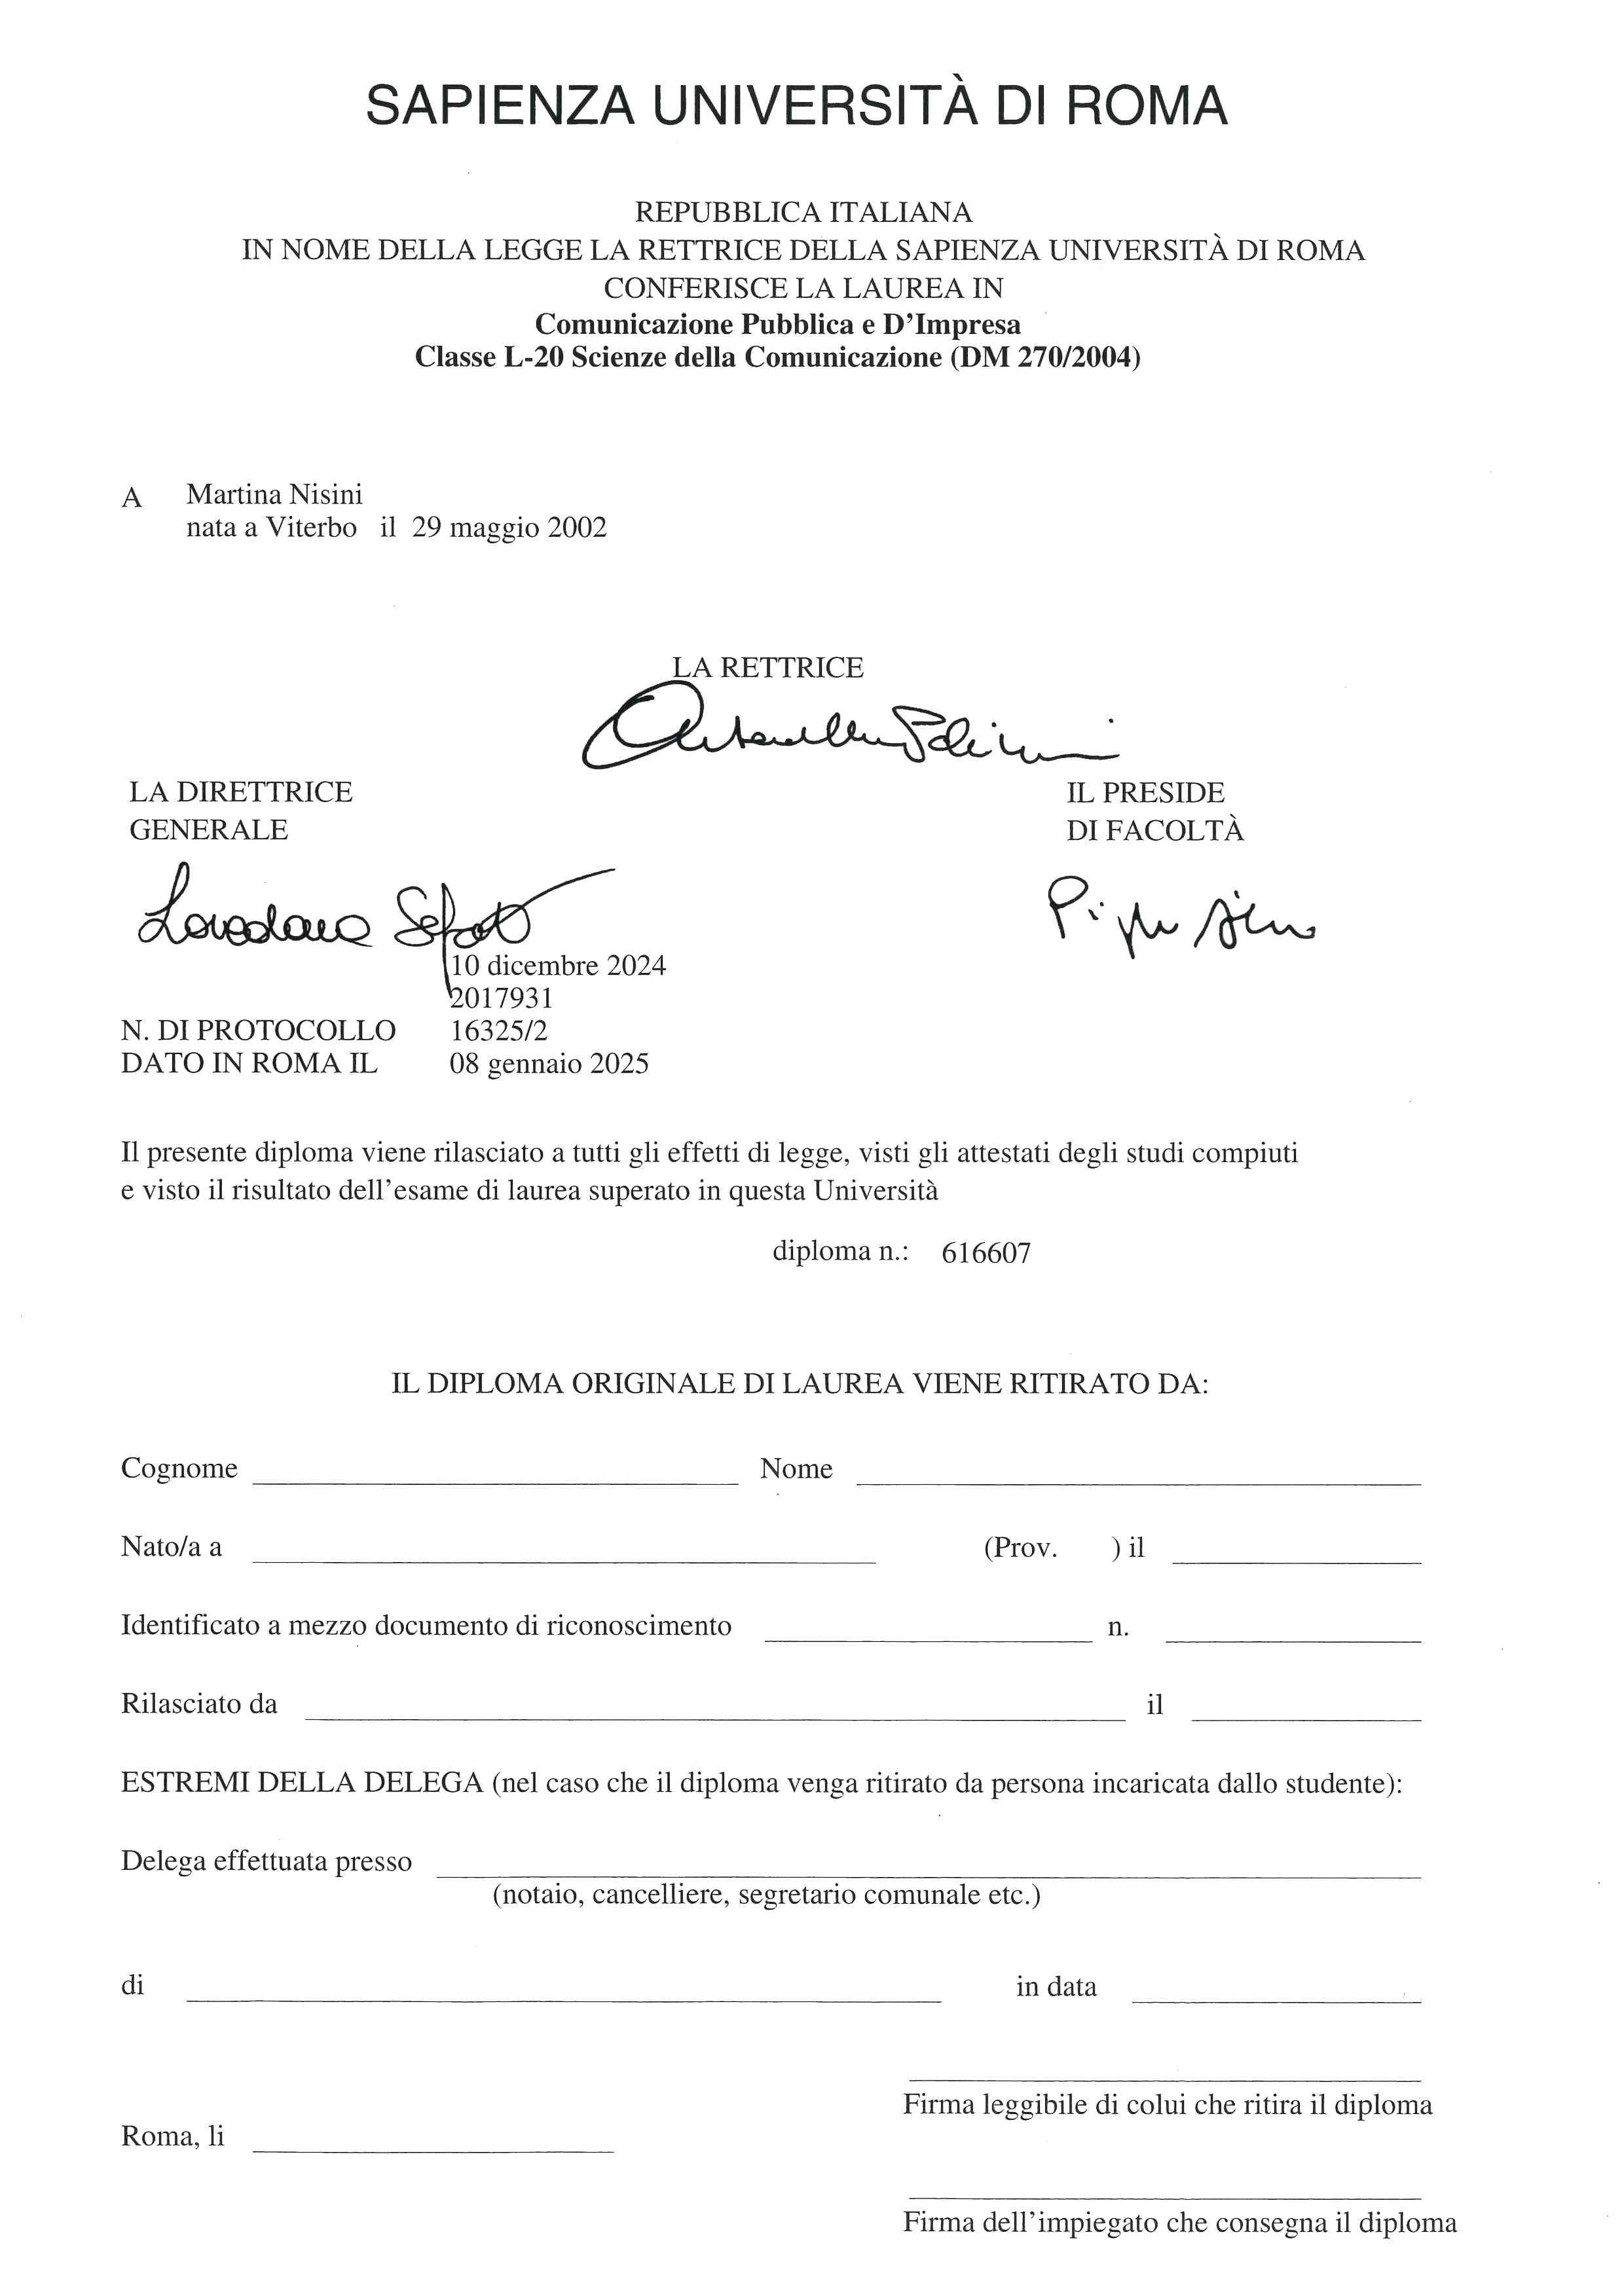 SAPIENZA UNIVERSITÀ DI ROMA
REPUBBLICA ITALIANA
IN NOME DELLA LEGGE LA RETTRICE DELLA SAPIENZA UNIVERSITÀ DI ROMA
CONFERISCE LA LAUREA IN
Comunicazione Pubblica e D'Impresa
Classe L-20 Scienze della Comunicazione (DM 270/2004)
A Martina Nisini
nata a Viterbo il 29 maggio 2002
LA RETTRICE
LA DIRETTRICE
GENERALE
IL PRESIDE
DI FACOLTÀ
Loredana
10 dicembre 2024
2017931
N. DI PROTOCOLLO 16325/2
DATO IN ROMA IL 08 gennaio 2025
Il presente diploma viene rilasciato a tutti gli effetti di legge, visti gli attestati degli studi compiuti
e visto il risultato dell'esame di laurea superato in questa Università
diploma n.: 616607
IL DIPLOMA ORIGINALE DI LAUREA VIENE RITIRATO DA:
Cognome Nome
Nato/a a (Prov. ) il
Identificato a mezzo documento di riconoscimento n.
Rilasciato da il
ESTREMI DELLA DELEGA (nel caso che il diploma venga ritirato da persona incaricata dallo studente):
Delega effettuata presso
(notaio, cancelliere, segretario comunale etc.)
di in data
Firma leggibile di colui che ritira il diploma
Roma, li
Firma dell'impiegato che consegna il diploma